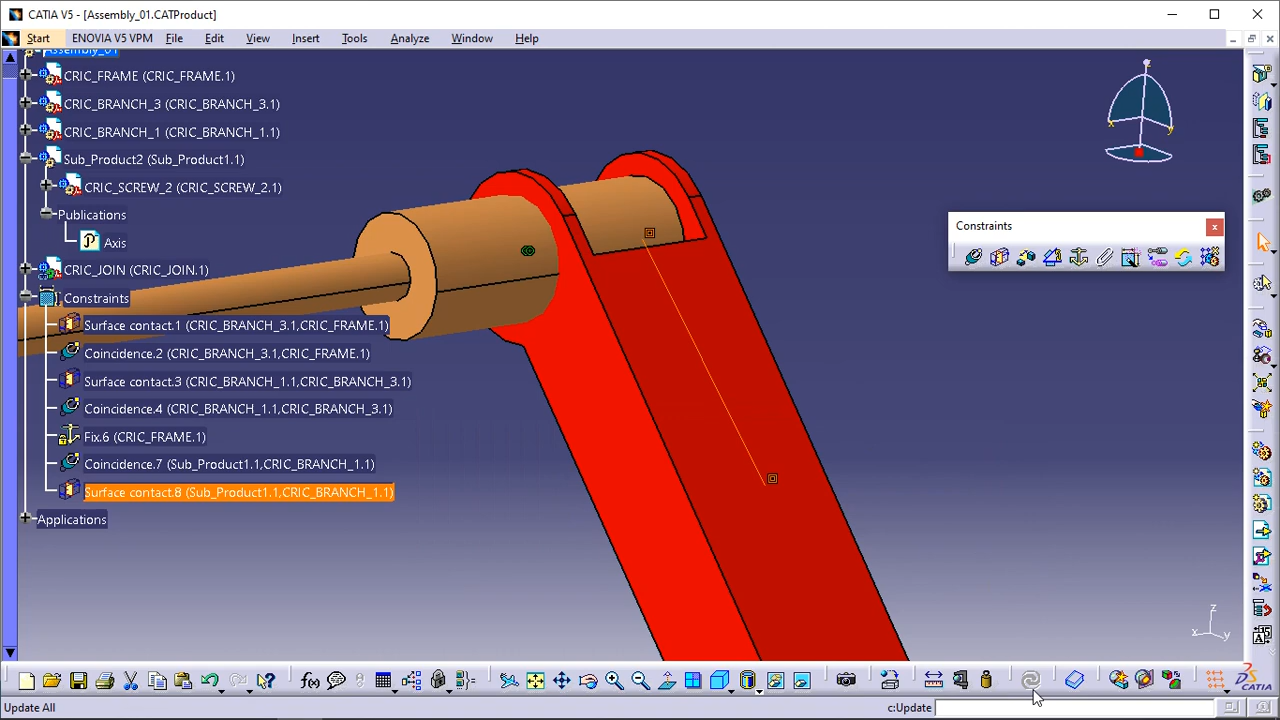 CATIA V5 - [Assembly_01.CATProduct]
Start ENOVIA V5 VPM File Edit View Insert Tools Analyze Window Help
Assembly_01
CRIC_FRAME (CRIC_FRAME.1)
CRIC_BRANCH_3 (CRIC_BRANCH_3.1)
CRIC_BRANCH_1 (CRIC_BRANCH_1.1)
Sub_Product2 (Sub_Product1.1)
CRIC_SCREW_2 (CRIC_SCREW_2.1)
Publications
Axis
CRIC_JOIN (CRIC_JOIN.1)
Constraints
Surface contact.1 (CRIC_BRANCH_3.1,CRIC_FRAME.1)
Coincidence.2 (CRIC_BRANCH_3.1,CRIC_FRAME.1)
Surface contact.3 (CRIC_BRANCH_1.1,CRIC_BRANCH_3.1)
Coincidence.4 (CRIC_BRANCH_1.1,CRIC_BRANCH_3.1)
Fix.6 (CRIC_FRAME.1)
Coincidence.7 (Sub_Product1.1,CRIC_BRANCH_1.1)
Surface contact.8 (Sub_Product1.1,CRIC_BRANCH_1.1)
Applications
Constraints
z
x
y
f(x)
CATIA
Update All
c:Update